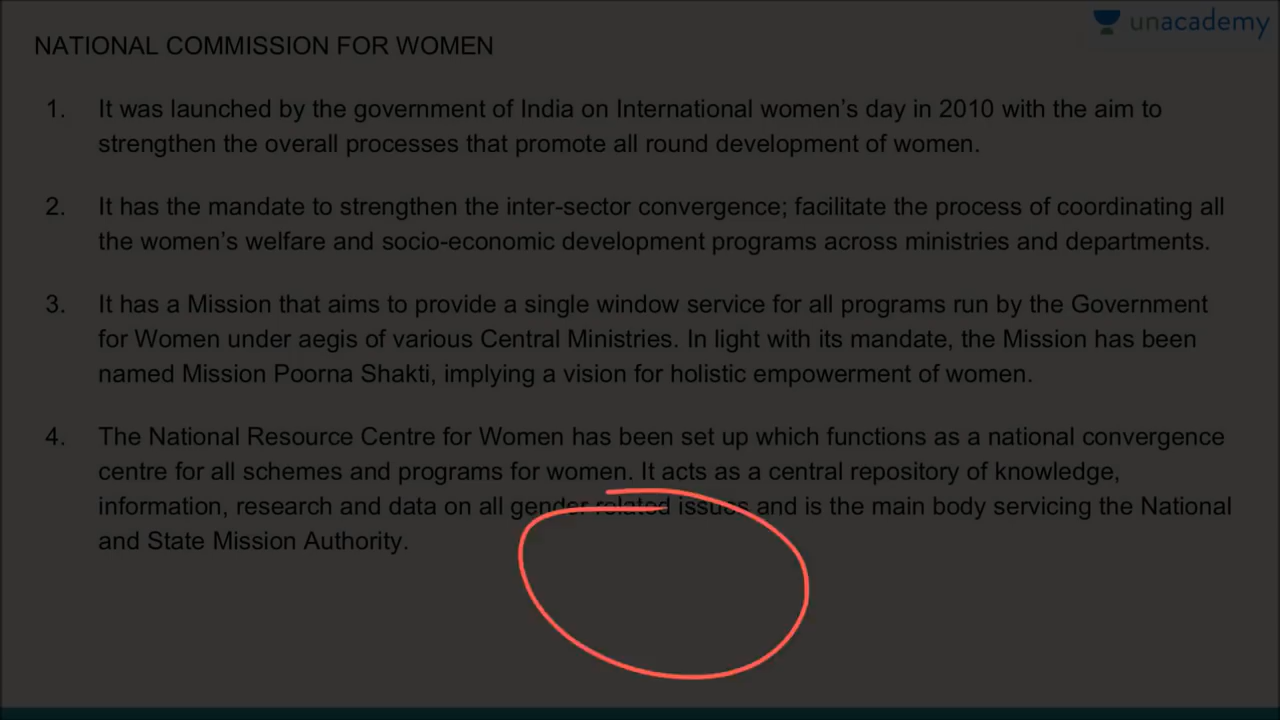 unacademy
NATIONAL COMMISSION FOR WOMEN
1. It was launched by the government of India on International women's day in 2010 with the aim to
strengthen the overall processes that promote all round development of women.
2. It has the mandate to strengthen the inter-sector convergence; facilitate the process of coordinating all
the women's welfare and socio-economic development programs across ministries and departments.
3. It has a Mission that aims to provide a single window service for all programs run by the Government
for Women under aegis of various Central Ministries. In light with its mandate, the Mission has been
named Mission Poorna Shakti, implying a vision for holistic empowerment of women.
4. The National Resource Centre for Women has been set up which functions as a national convergence
centre for all schemes and programs for women. It acts as a central repository of knowledge,
information, research and data on all gender related issues and is the main body servicing the National
and State Mission Authority.